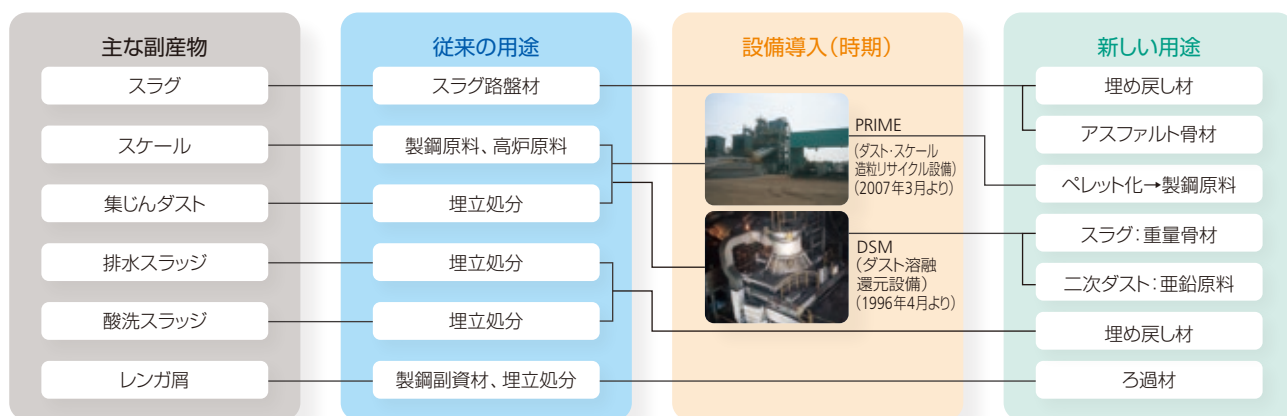 主な副産物
スラグ
スケール
集じんダスト
排水スラッジ
酸洗スラッジ
レンガ屑
従来の用途
スラグ路盤材
製鋼原料、高炉原料
埋立処分
埋立処分
埋立処分
製鋼副資材、埋立処分
設備導入（時期）
PRIME
（ダスト・スケール
造粒リサイクル設備）
（2007年3月より）
DSM
（ダスト溶融
還元設備）
（1996年4月より）
新しい用途
埋め戻し材
アスファルト骨材
ペレット化→製鋼原料
スラグ：重量骨材
二次ダスト：亜鉛原料
埋め戻し材
ろ過材